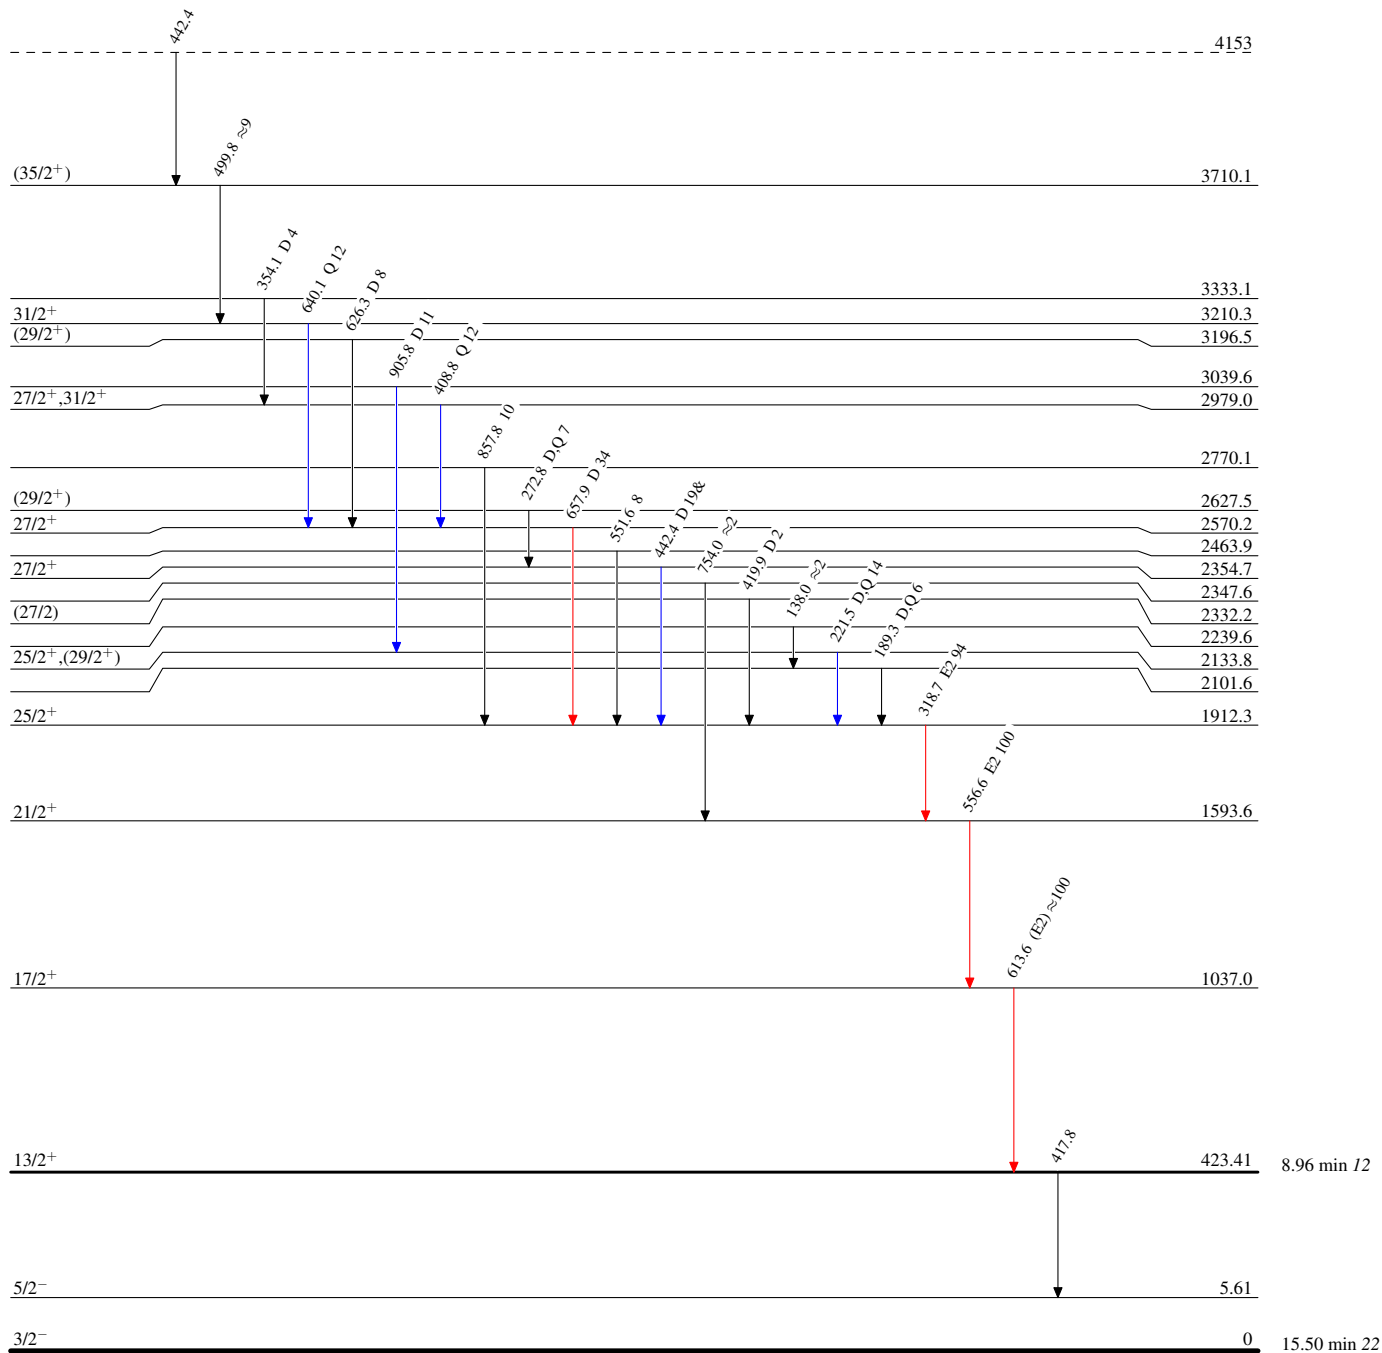 442.4
4153
499.8 ≈9
(35/2⁺)
3710.1
354.1 D 4
3333.1
640.1 Q 12
31/2⁺
3210.3
626.3 D 8
(29/2⁺)
3196.5
905.8 D 11
3039.6
408.8 Q 12
27/2⁺,31/2⁺
2979.0
857.8 10
2770.1
272.8 D,Q 7
(29/2⁺)
2627.5
657.9 D 34
27/2⁺
2570.2
551.6 8
2463.9
442.4 D 19&
27/2⁺
2354.7
754.0 ≈2
2347.6
419.9 D 2
(27/2)
2332.2
138.0 ≈2
2239.6
221.5 D,Q 14
25/2⁺,(29/2⁺)
2133.8
189.3 D,Q 6
2101.6
318.7 E2 94
25/2⁺
1912.3
556.6 E2 100
21/2⁺
1593.6
613.6 (E2) ≈100
17/2⁺
1037.0
417.8
13/2⁺
423.41
8.96 min 12
5/2⁻
5.61
3/2⁻
0
15.50 min 22